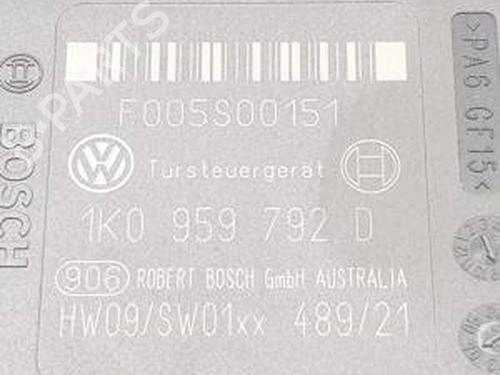 F005S00151
Tursteuergerat
1K0 959 792 D
906 ROBERT BOSCH GmbH AUSTRALIA
HW09/SW01xx 489/21
BOSCH
>PA6 GF15<